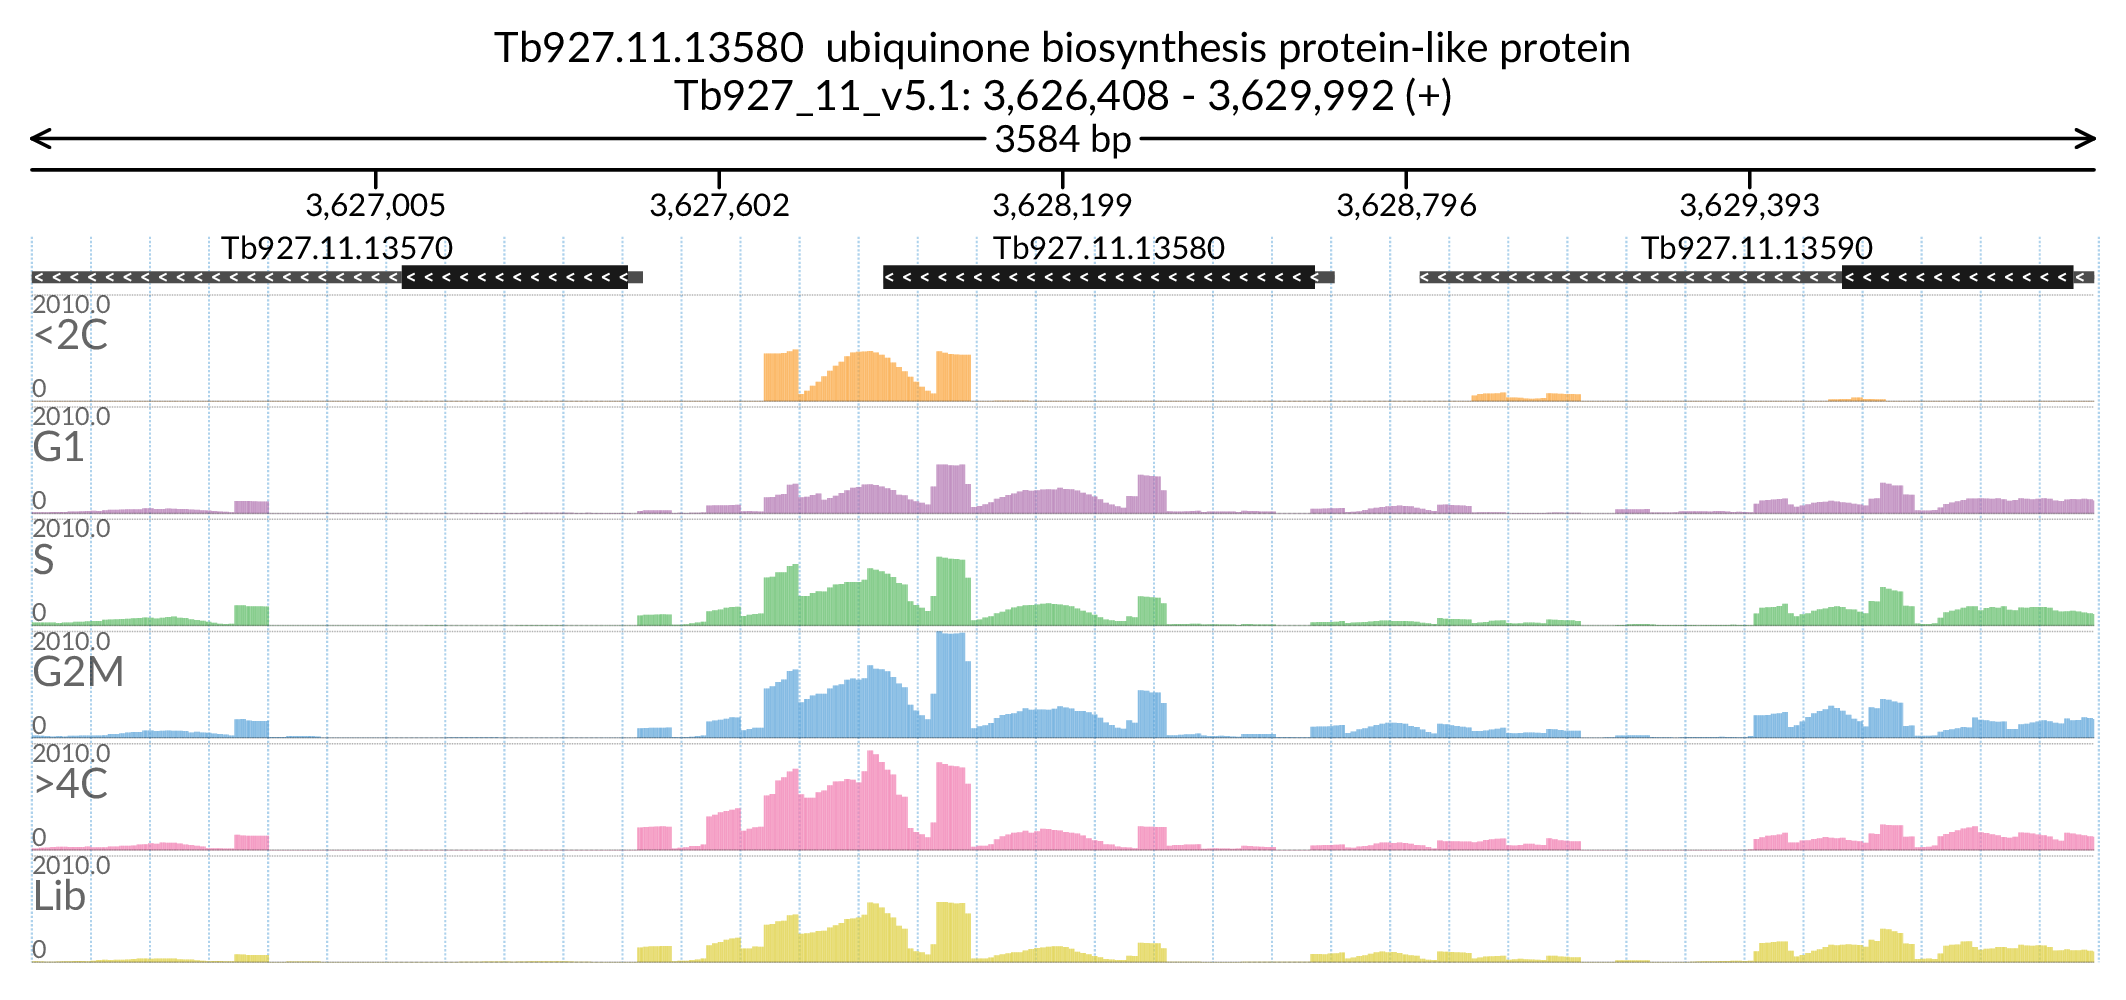 Tb927.11.13580 ubiquinone biosynthesis protein-like protein
Tb927_11_v5.1: 3,626,408 - 3,629,992 (+)
3584 bp
3,627,005 3,627,602 3,628,199 3,628,796 3,629,393
Tb927.11.13570 Tb927.11.13580 Tb927.11.13590
2010.0
<2C
0
2010.0
G1
0
2010.0
S
0
2010.0
G2M
0
2010.0
>4C
0
2010.0
Lib
0